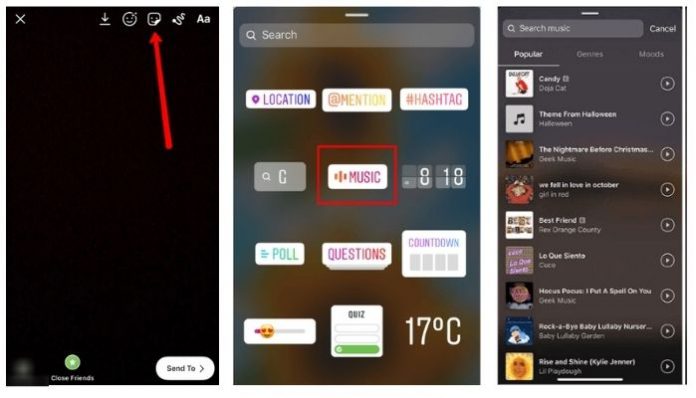 Aa
Close Friends
Send To >
Search
LOCATION
@MENTION
#HASHTAG
G
MUSIC
8 18
POLL
QUESTIONS
COUNTDOWN
QUIZ
17°C
Search music
Cancel
Popular
Genres
Moods
Candy
Doja Cat
Theme From Halloween
Halloween
The Nightmare Before Christmas...
Geek Music
we fell in love in october
girl in red
Best Friend
Rex Orange County
Lo Que Siento
Cuco
Hocus Pocus: I Put A Spell On You
Geek Music
Rock-a-Bye Baby Lullaby Nurser...
Baby Lullaby Garden
Rise and Shine (Kylie Jenner)
Lil Playdough